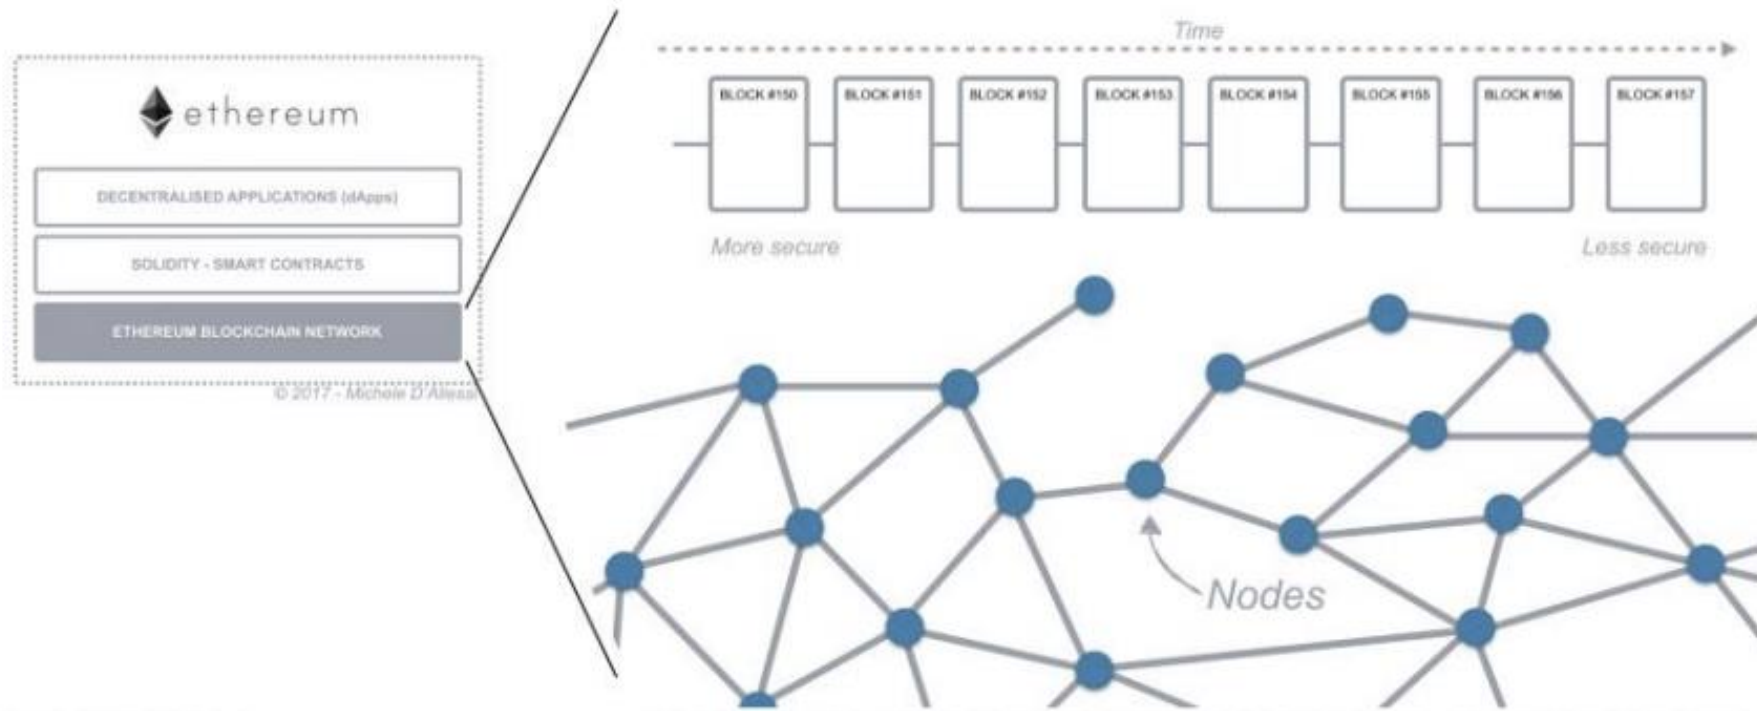 ethereum
DECENTRALISED APPLICATIONS (dApps)
SOLIDITY - SMART CONTRACTS
ETHEREUM BLOCKCHAIN NETWORK
© 2017 - Michele D'Aliessi
Time
BLOCK #150
BLOCK #151
BLOCK #152
BLOCK #153
BLOCK #154
BLOCK #155
BLOCK #156
BLOCK #157
More secure
Less secure
Nodes